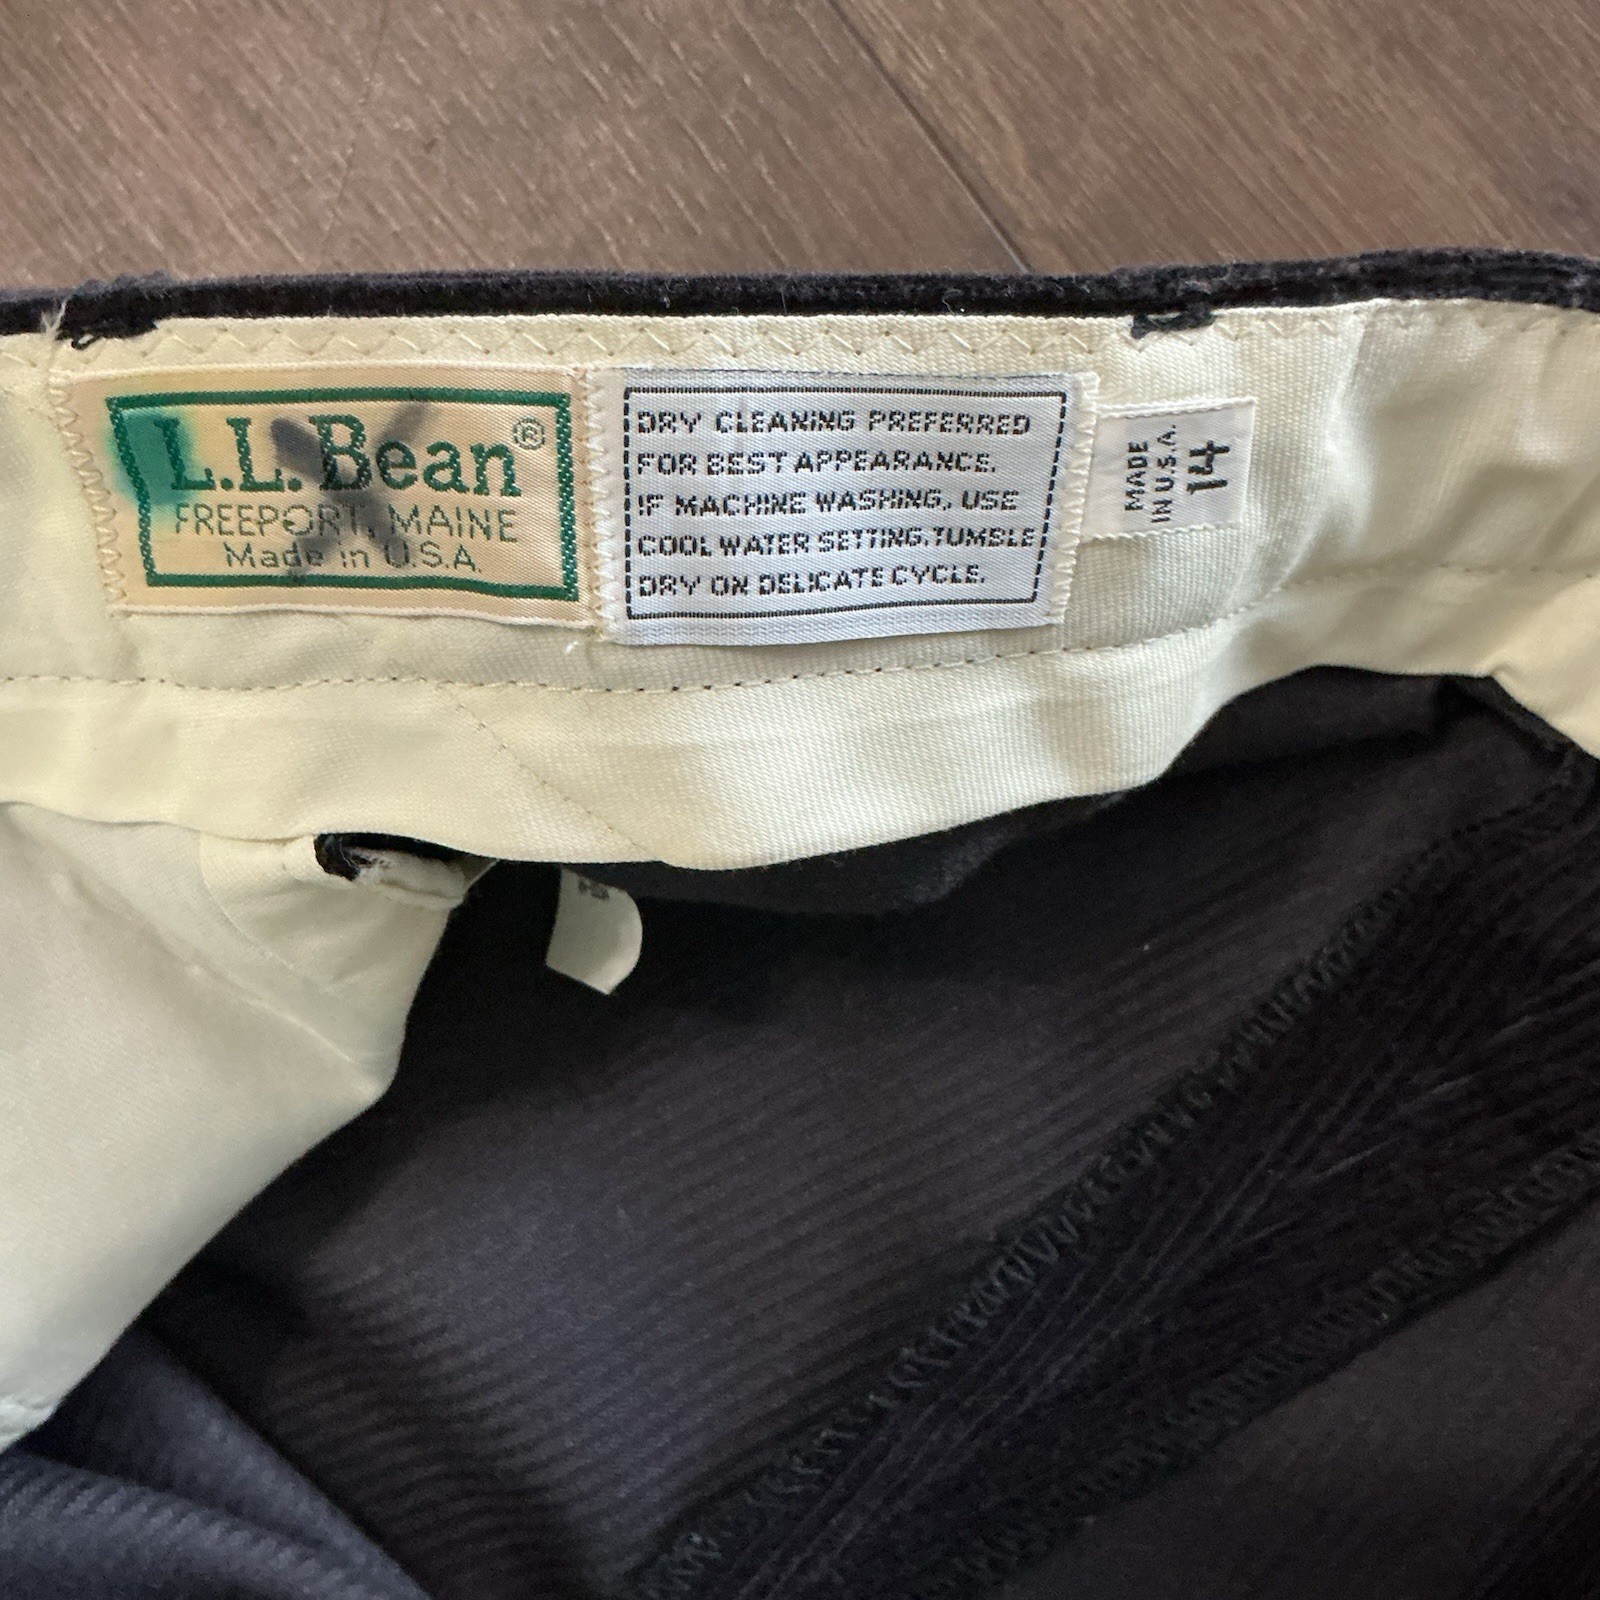 L.L.Bean®
FREEPORT, MAINE
Made in U.S.A.
DRY CLEANING PREFERRED
FOR BEST APPEARANCE.
IF MACHINE WASHING, USE
COOL WATER SETTING. TUMBLE
DRY ON DELICATE CYCLE.
MADE
IN U.S.A.
14